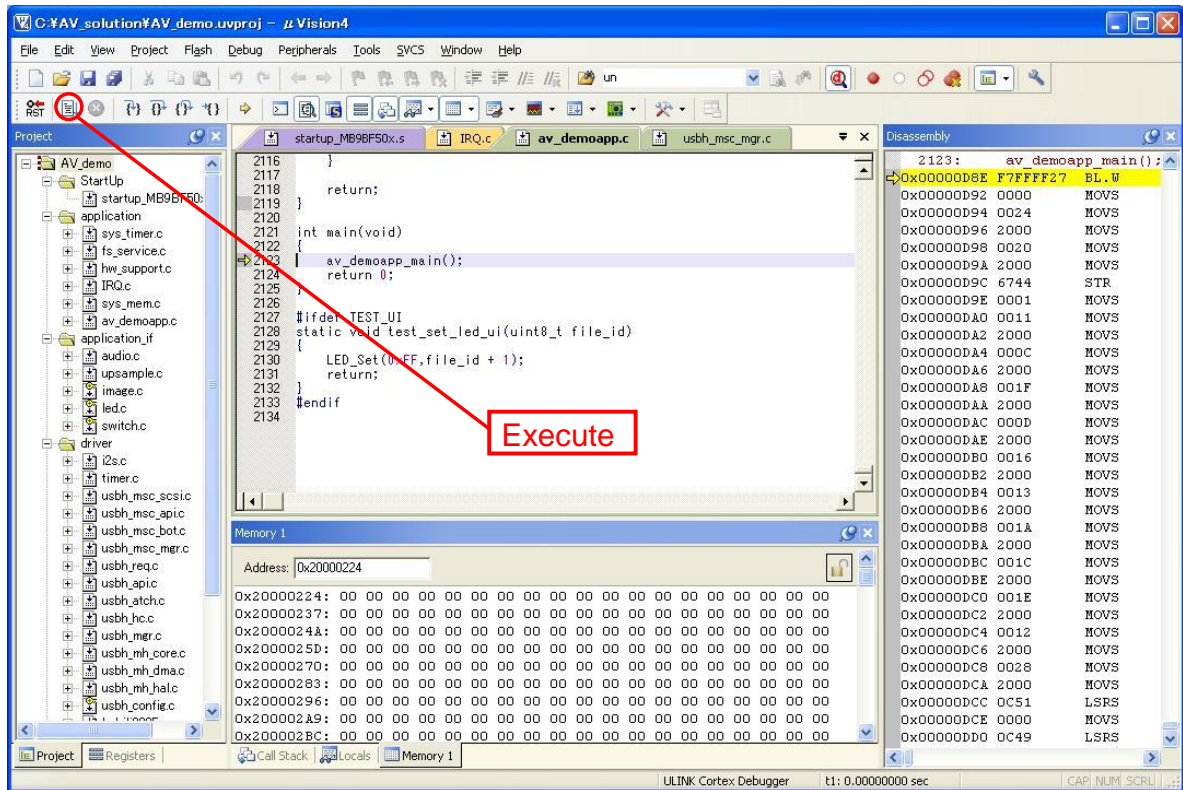 C:¥AV_solution¥AV_demo.uvproj - µVision4
File Edit View Project Flash Debug Peripherals Tools SVCS Window Help
un
RST
Project
AV_demo
StartUp
startup_MB9BF50:
application
sys_timer.c
fs_service.c
hw_support.c
IRQ.c
sys_mem.c
av_demoapp.c
application_if
audio.c
upsample.c
image.c
led.c
switch.c
driver
i2s.c
timer.c
usbh_msc_scsi.c
usbh_msc_api.c
usbh_msc_bot.c
usbh_msc_mgr.c
usbh_req.c
usbh_api.c
usbh_atch.c
usbh_hc.c
usbh_mgr.c
usbh_mh_core.c
usbh_mh_dma.c
usbh_mh_hal.c
usbh_config.c
Project Registers
startup_MB9BF50x.s IRQ.c av_demoapp.c usbh_msc_mgr.c
2116 }
2117
2118 return;
2119 }
2120
2121 int main(void)
2122 {
2123 av_demoapp_main();
2124 return 0;
2125 }
2126
2127 #ifdef TEST_UI
2128 static void test_set_led_ui(uint8_t file_id)
2129 {
2130 LED_Set(0xFF,file_id + 1);
2131 return;
2132 }
2133 #endif
2134
Execute
Memory 1
Address: 0x20000224
0x20000224: 00 00 00 00 00 00 00 00 00 00 00 00 00 00 00 00 00 00 00
0x20000237: 00 00 00 00 00 00 00 00 00 00 00 00 00 00 00 00 00 00 00
0x2000024A: 00 00 00 00 00 00 00 00 00 00 00 00 00 00 00 00 00 00 00
0x2000025D: 00 00 00 00 00 00 00 00 00 00 00 00 00 00 00 00 00 00 00
0x20000270: 00 00 00 00 00 00 00 00 00 00 00 00 00 00 00 00 00 00 00
0x20000283: 00 00 00 00 00 00 00 00 00 00 00 00 00 00 00 00 00 00 00
0x20000296: 00 00 00 00 00 00 00 00 00 00 00 00 00 00 00 00 00 00 00
0x200002A9: 00 00 00 00 00 00 00 00 00 00 00 00 00 00 00 00 00 00 00
0x200002BC: 00 00 00 00 00 00 00 00 00 00 00 00 00 00 00 00 00 00 00
Call Stack Locals Memory 1
Disassembly
2123: av_demoapp_main();
0x00000D8E F7FFFF27 BL.W
0x00000D92 0000 MOVS
0x00000D94 0024 MOVS
0x00000D96 2000 MOVS
0x00000D98 0020 MOVS
0x00000D9A 2000 MOVS
0x00000D9C 6744 STR
0x00000D9E 0001 MOVS
0x00000DA0 0011 MOVS
0x00000DA2 2000 MOVS
0x00000DA4 000C MOVS
0x00000DA6 2000 MOVS
0x00000DA8 001F MOVS
0x00000DAA 2000 MOVS
0x00000DAC 000D MOVS
0x00000DAE 2000 MOVS
0x00000DB0 0016 MOVS
0x00000DB2 2000 MOVS
0x00000DB4 0013 MOVS
0x00000DB6 2000 MOVS
0x00000DB8 001A MOVS
0x00000DBA 2000 MOVS
0x00000DBC 001C MOVS
0x00000DBE 2000 MOVS
0x00000DC0 001E MOVS
0x00000DC2 2000 MOVS
0x00000DC4 0012 MOVS
0x00000DC6 2000 MOVS
0x00000DC8 0028 MOVS
0x00000DCA 2000 MOVS
0x00000DCC 0C51 LSRS
0x00000DCE 0000 MOVS
0x00000DD0 0C49 LSRS
ULINK Cortex Debugger t1: 0.00000000 sec CAP NUM SCRL